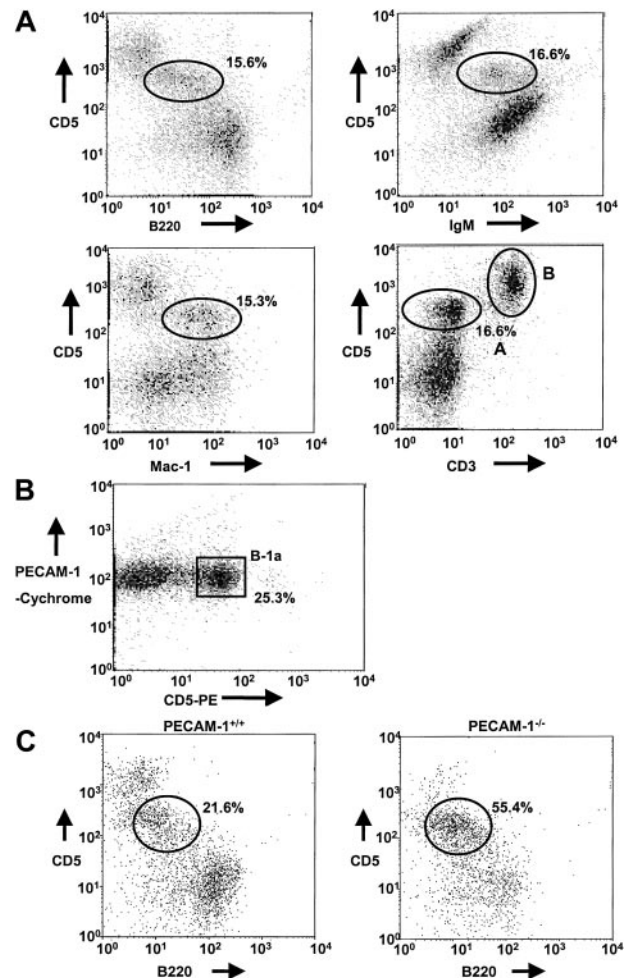 A
10⁴
10³
10²
10¹
10⁰
CD5
15.6%
10⁰ 10¹ 10² 10³ 10⁴
B220
10⁴
10³
10²
10¹
10⁰
CD5
16.6%
10⁰ 10¹ 10² 10³ 10⁴
IgM
10⁴
10³
10²
10¹
10⁰
CD5
15.3%
10⁰ 10¹ 10² 10³ 10⁴
Mac-1
10⁴
10³
10²
10¹
10⁰
CD5
B
16.6%
A
10⁰ 10¹ 10² 10³ 10⁴
CD3
B
10⁴
10³
10²
10¹
10⁰
PECAM-1
-Cychrome
B-1a
25.3%
10⁰ 10¹ 10² 10³ 10⁴
CD5-PE
C
PECAM-1⁺/⁺
10⁴
10³
10²
10¹
10⁰
CD5
21.6%
10⁰ 10¹ 10² 10³ 10⁴
B220
PECAM-1⁻/⁻
10⁴
10³
10²
10¹
10⁰
CD5
55.4%
10⁰ 10¹ 10² 10³ 10⁴
B220